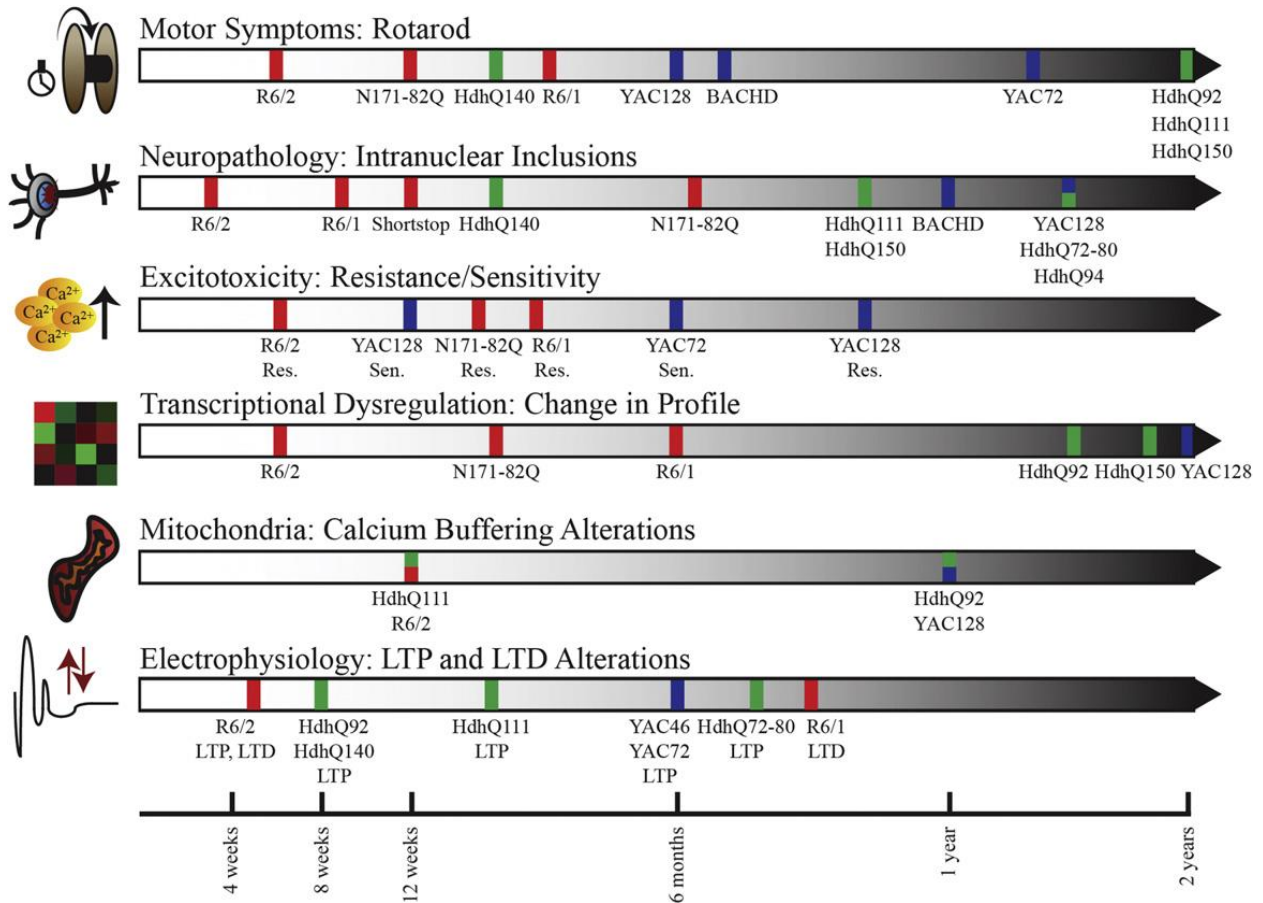 Motor Symptoms: Rotarod
R6/2 N171-82Q HdhQ140 R6/1 YAC128 BACHD YAC72 HdhQ92
HdhQ111
HdhQ150
Neuropathology: Intranuclear Inclusions
R6/2 R6/1 Shortstop HdhQ140 N171-82Q HdhQ111 BACHD YAC128
HdhQ150 HdhQ72-80
HdhQ94
Excitotoxicity: Resistance/Sensitivity
Ca²⁺
Ca²⁺ Ca²⁺
Ca²⁺
R6/2 YAC128 N171-82Q R6/1 YAC72 YAC128
Res. Sen. Res. Res. Sen. Res.
Transcriptional Dysregulation: Change in Profile
R6/2 N171-82Q R6/1 HdhQ92 HdhQ150 YAC128
Mitochondria: Calcium Buffering Alterations
HdhQ111 HdhQ92
R6/2 YAC128
Electrophysiology: LTP and LTD Alterations
R6/2 HdhQ92 HdhQ111 YAC46 HdhQ72-80 R6/1
LTP, LTD HdhQ140 LTP YAC72 LTP LTD
LTP LTP
4 weeks
8 weeks
12 weeks
6 months
1 year
2 years